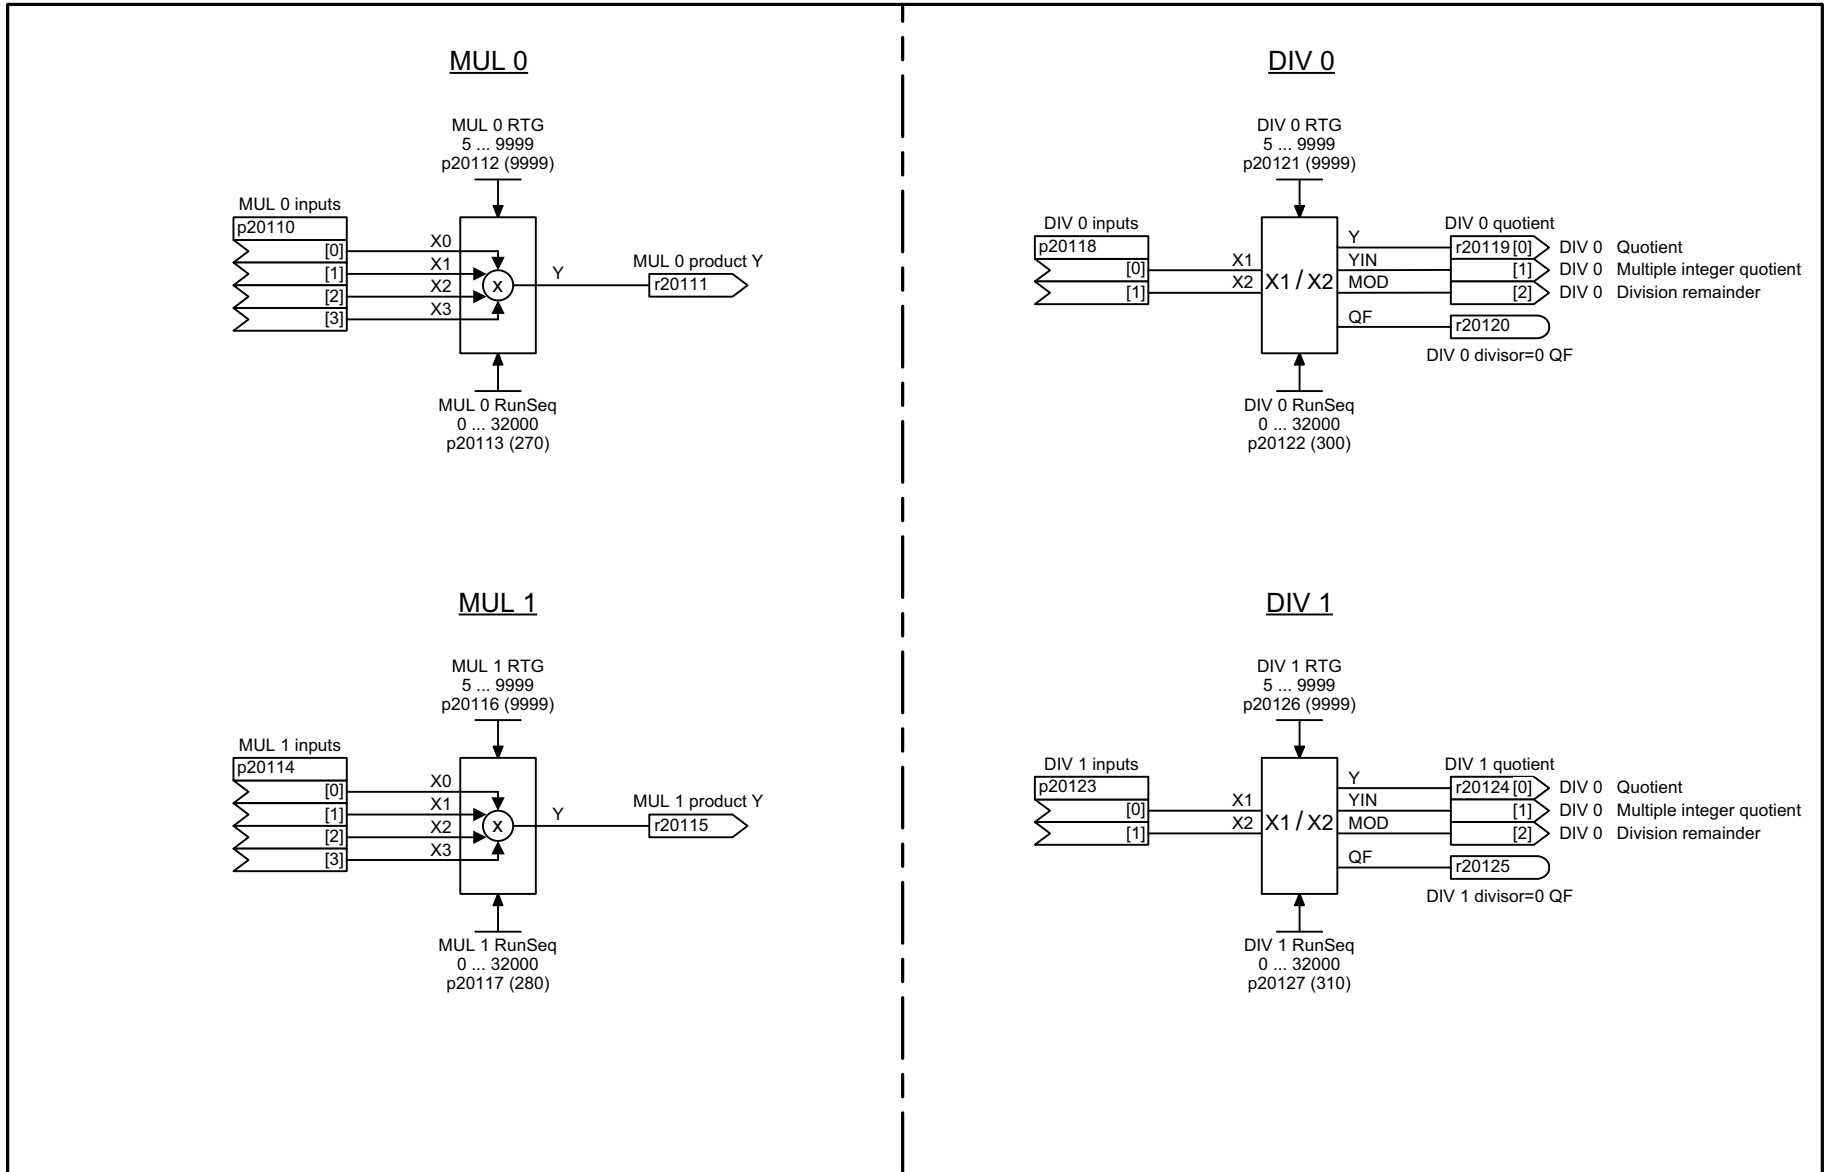 MUL 0
MUL 0 RTG
5 ... 9999
p20112 (9999)
MUL 0 inputs
p20110
[0]
[1]
[2]
[3]
X0
X1
X2
X3
X
Y
MUL 0 product Y
r20111
MUL 0 RunSeq
0 ... 32000
p20113 (270)
DIV 0
DIV 0 RTG
5 ... 9999
p20121 (9999)
DIV 0 inputs
p20118
[0]
[1]
X1
X2
X1 / X2
Y
YIN
MOD
QF
DIV 0 quotient
r20119 [0] DIV 0 Quotient
[1] DIV 0 Multiple integer quotient
[2] DIV 0 Division remainder
r20120
DIV 0 divisor=0 QF
DIV 0 RunSeq
0 ... 32000
p20122 (300)
MUL 1
MUL 1 RTG
5 ... 9999
p20116 (9999)
MUL 1 inputs
p20114
[0]
[1]
[2]
[3]
X0
X1
X2
X3
X
Y
MUL 1 product Y
r20115
MUL 1 RunSeq
0 ... 32000
p20117 (280)
DIV 1
DIV 1 RTG
5 ... 9999
p20126 (9999)
DIV 1 inputs
p20123
[0]
[1]
X1
X2
X1 / X2
Y
YIN
MOD
QF
DIV 1 quotient
r20124 [0] DIV 0 Quotient
[1] DIV 0 Multiple integer quotient
[2] DIV 0 Division remainder
r20125
DIV 1 divisor=0 QF
DIV 1 RunSeq
0 ... 32000
p20127 (310)